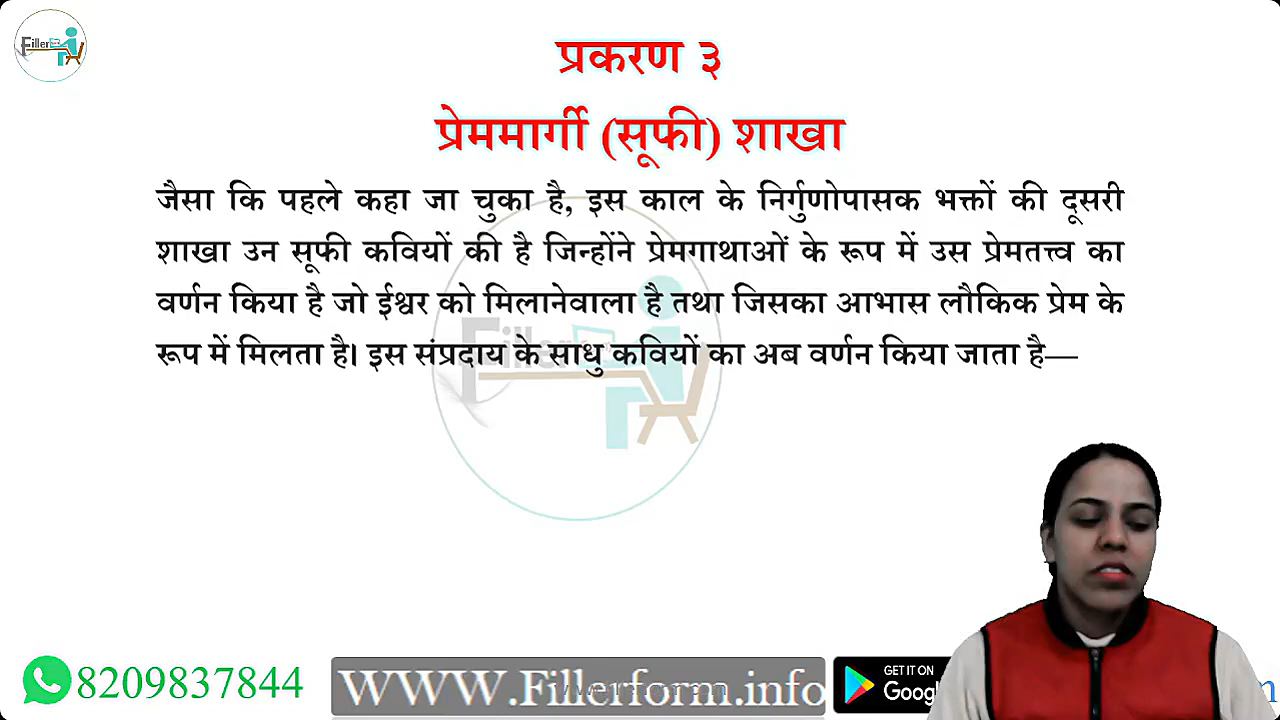 Filler
प्रकरण ३
प्रेममार्गी (सूफी) शाखा
जैसा कि पहले कहा जा चुका है, इस काल के निर्गुणोपासक भक्तों की दूसरी
शाखा उन सूफी कवियों की है जिन्होंने प्रेमगाथाओं के रूप में उस प्रेमतत्त्व का
वर्णन किया है जो ईश्वर को मिलानेवाला है तथा जिसका आभास लौकिक प्रेम के
रूप में मिलता है। इस संप्रदाय के साधु कवियों का अब वर्णन किया जाता है—
8209837844
WWW.Fillerform.info
GET IT ON